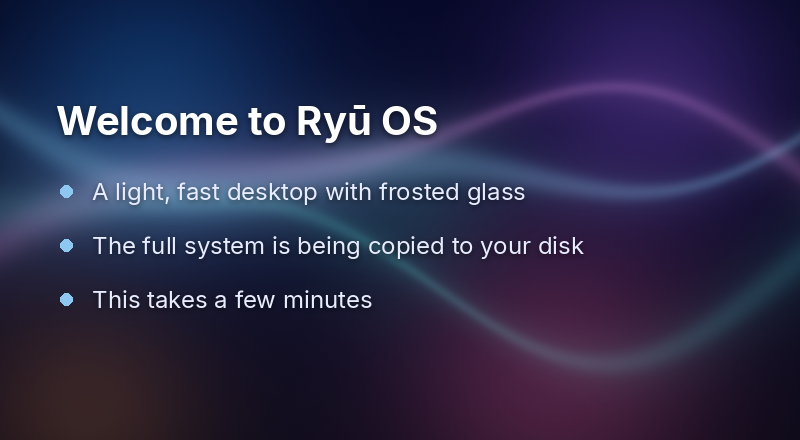 Welcome to Ryū OS
A light, fast desktop with frosted glass
The full system is being copied to your disk
This takes a few minutes